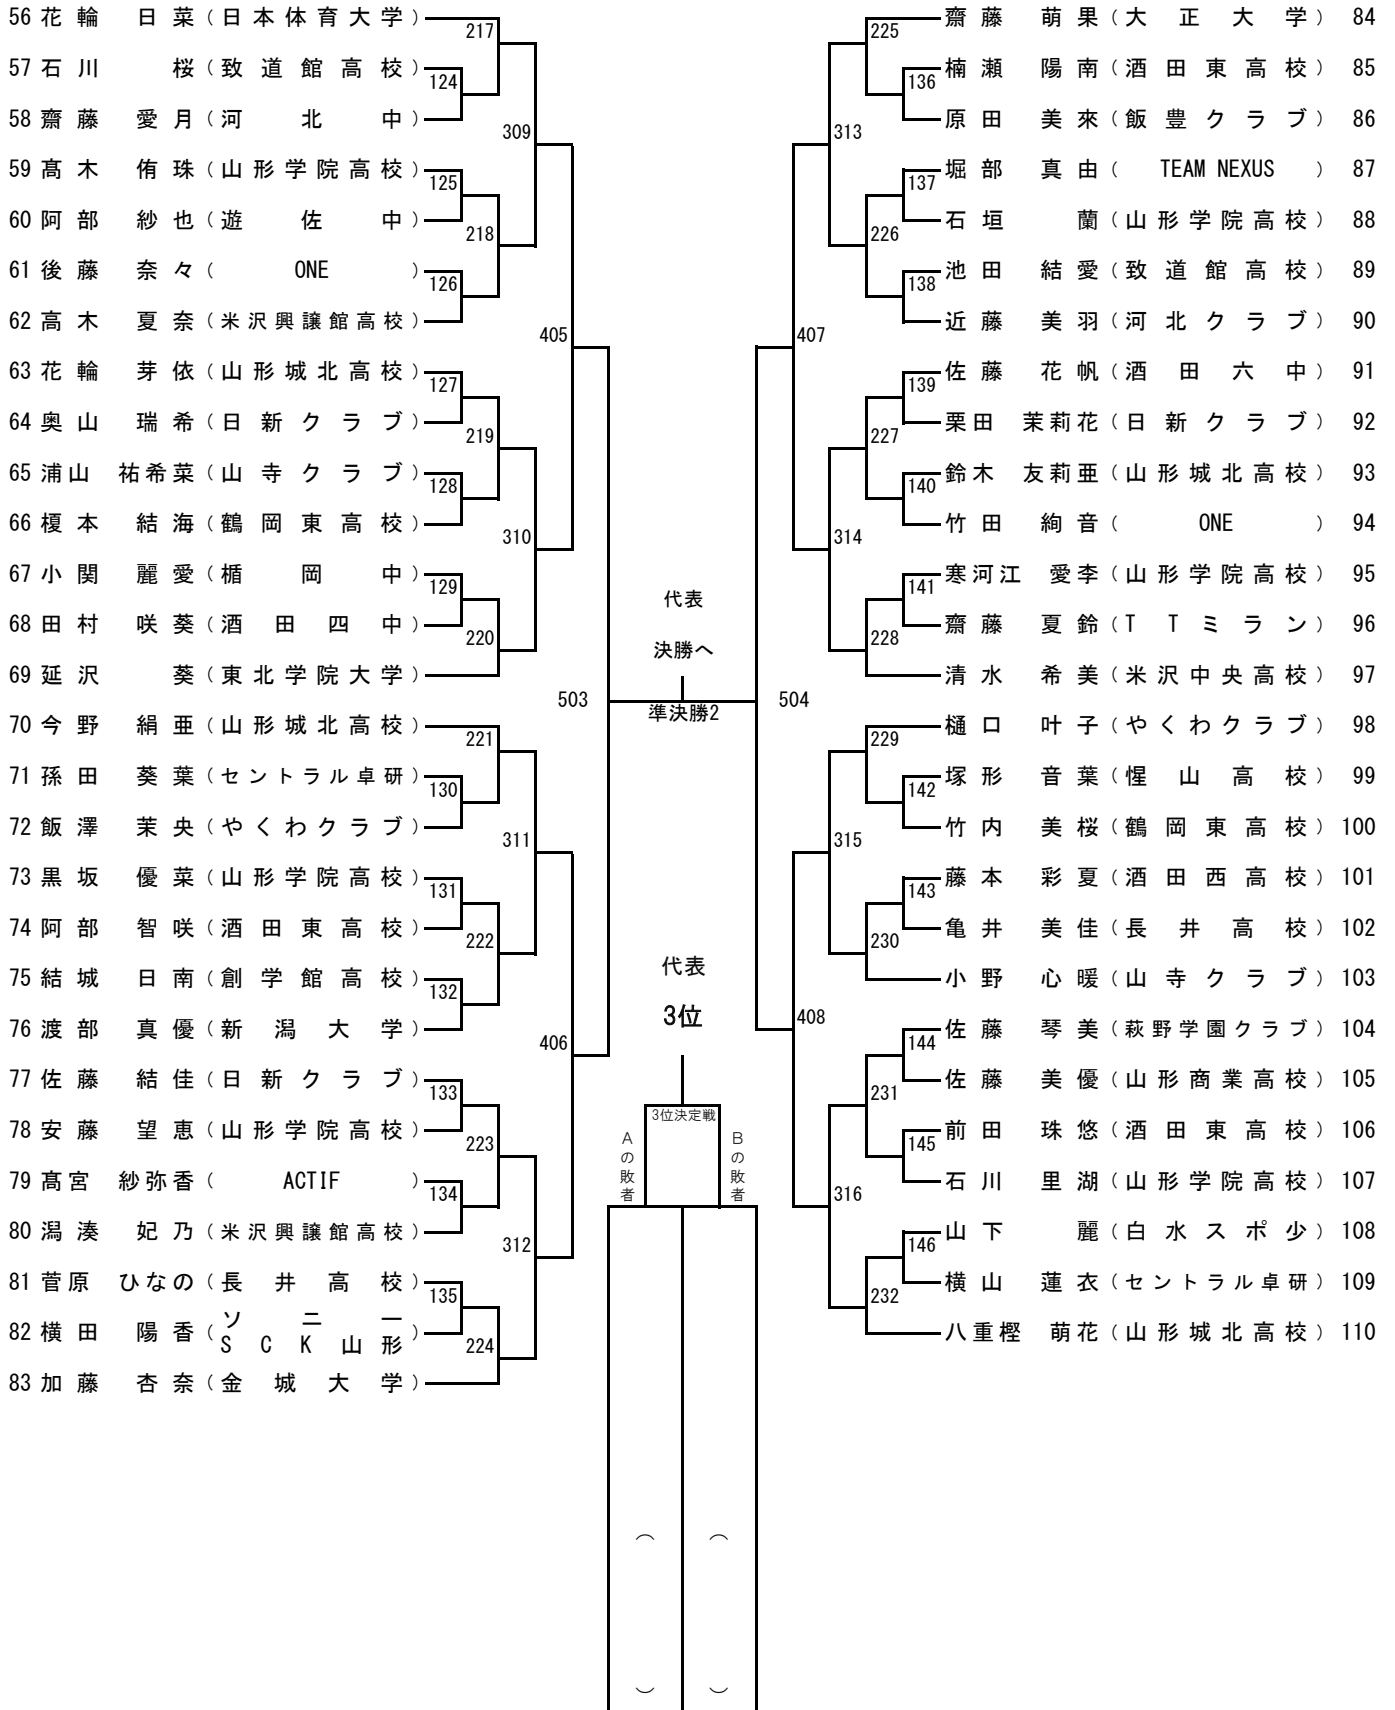 56 花輪 日菜 (日本体育大学)
57 石川 桜 (致道館高校)
58 齋藤 愛月 (河北中)
59 髙木 侑珠 (山形学院高校)
60 阿部 紗也 (遊佐中)
61 後藤 奈々 (ONE)
62 高木 夏奈 (米沢興譲館高校)
63 花輪 芽依 (山形城北高校)
64 奥山 瑞希 (日新クラブ)
65 浦山 祐希菜 (山寺クラブ)
66 榎本 結海 (鶴岡東高校)
67 小関 麗愛 (楯岡中)
68 田村 咲葵 (酒田四中)
69 延沢 葵 (東北学院大学)
70 今野 絹亜 (山形城北高校)
71 孫田 葵葉 (セントラル卓研)
72 飯澤 茉央 (やくわクラブ)
73 黒坂 優菜 (山形学院高校)
74 阿部 智咲 (酒田東高校)
75 結城 日南 (創学館高校)
76 渡部 真優 (新潟大学)
77 佐藤 結佳 (日新クラブ)
78 安藤 望恵 (山形学院高校)
79 髙宮 紗弥香 (ACTIF)
80 潟湊 妃乃 (米沢興譲館高校)
81 菅原 ひなの (長井高校)
82 横田 陽香 (ソニー
SCK山形)
83 加藤 杏奈 (金城大学)
217
124
309
125
218
126
405
127
219
128
310
129
220
503
221
130
311
131
222
132
406
133
223
134
312
135
224
代表
決勝へ
準決勝2
代表
3位
3位決定戦
Aの敗者
Bの敗者
( )
( )
225
136
313
137
226
138
407
139
227
140
314
141
228
504
229
142
315
143
230
408
144
231
145
316
146
232
齋藤 萌果 (大正大学) 84
楠瀬 陽南 (酒田東高校) 85
原田 美來 (飯豊クラブ) 86
堀部 真由 (TEAM NEXUS) 87
石垣 蘭 (山形学院高校) 88
池田 結愛 (致道館高校) 89
近藤 美羽 (河北クラブ) 90
佐藤 花帆 (酒田六中) 91
栗田 茉莉花 (日新クラブ) 92
鈴木 友莉亜 (山形城北高校) 93
竹田 絢音 (ONE) 94
寒河江 愛李 (山形学院高校) 95
齋藤 夏鈴 (TTミラン) 96
清水 希美 (米沢中央高校) 97
樋口 叶子 (やくわクラブ) 98
塚形 音葉 (惺山高校) 99
竹内 美桜 (鶴岡東高校) 100
藤本 彩夏 (酒田西高校) 101
亀井 美佳 (長井高校) 102
小野 心暖 (山寺クラブ) 103
佐藤 琴美 (萩野学園クラブ) 104
佐藤 美優 (山形商業高校) 105
前田 珠悠 (酒田東高校) 106
石川 里湖 (山形学院高校) 107
山下 麗 (白水スポ少) 108
横山 蓮衣 (セントラル卓研) 109
八重樫 萌花 (山形城北高校) 110